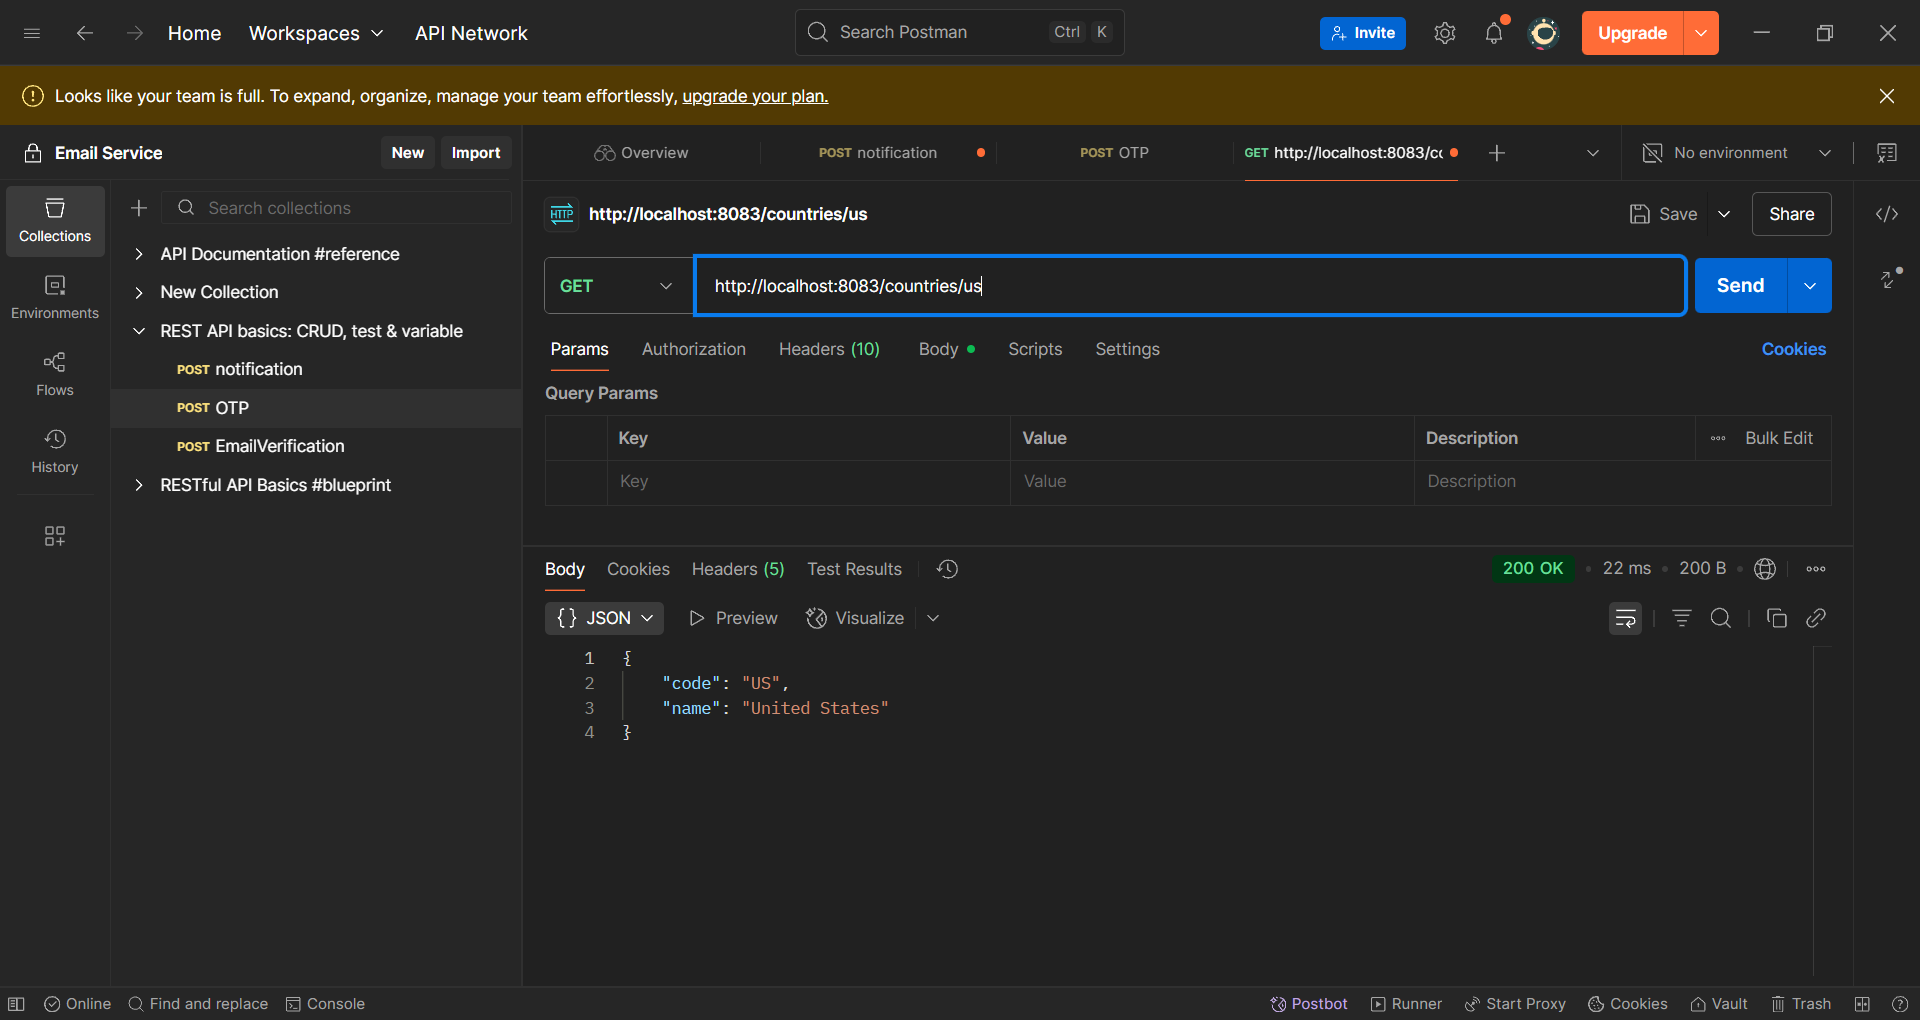 Home
Workspaces
API Network
Search Postman
Ctrl K
Invite
Upgrade
Looks like your team is full. To expand, organize, manage your team effortlessly, upgrade your plan.
Email Service
New
Import
Overview
POST notification
POST OTP
GET http://localhost:8083/cc
No environment
Collections
Environments
Flows
History
Search collections
API Documentation #reference
New Collection
REST API basics: CRUD, test & variable
POST notification
POST OTP
POST EmailVerification
RESTful API Basics #blueprint
HTTP http://localhost:8083/countries/us
Save
Share
GET
http://localhost:8083/countries/us
Send
Params
Authorization
Headers (10)
Body
Scripts
Settings
Cookies
Query Params
Key
Value
Description
Bulk Edit
Key
Value
Description
Body
Cookies
Headers (5)
Test Results
200 OK
22 ms
200 B
{} JSON
Preview
Visualize
1 {
2 "code": "US",
3 "name": "United States"
4 }
Online
Find and replace
Console
Postbot
Runner
Start Proxy
Cookies
Vault
Trash